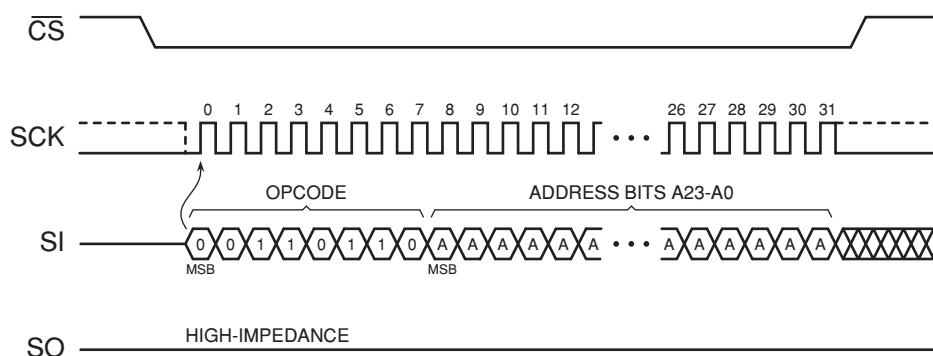 CS
0 1 2 3 4 5 6 7 8 9 10 11 12 26 27 28 29 30 31
SCK
OPCODE ADDRESS BITS A23-A0
SI 0 0 1 1 0 1 1 0 A A A A A A A A A A A A
MSB MSB
HIGH-IMPEDANCE
SO